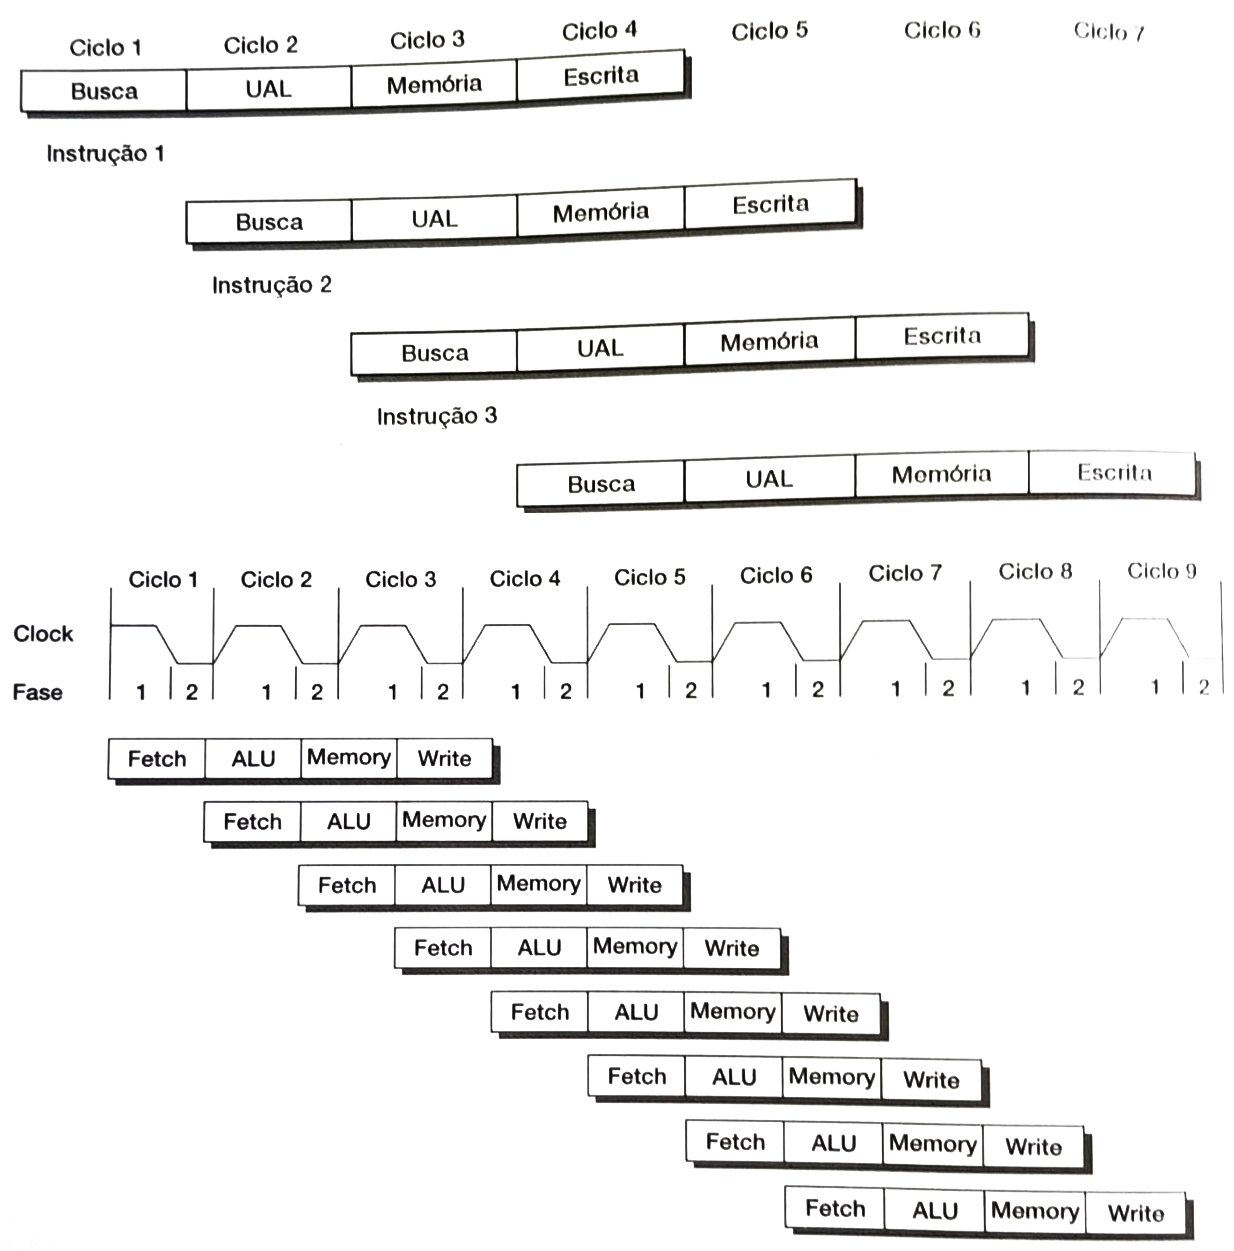 Ciclo 1 Ciclo 2 Ciclo 3 Ciclo 4 Ciclo 5 Ciclo 6 Ciclo 7
Busca UAL Memória Escrita
Instrução 1
Busca UAL Memória Escrita
Instrução 2
Busca UAL Memória Escrita
Instrução 3
Busca UAL Memória Escrita
Ciclo 1 Ciclo 2 Ciclo 3 Ciclo 4 Ciclo 5 Ciclo 6 Ciclo 7 Ciclo 8 Ciclo 9
Clock
Fase 1 2 1 2 1 2 1 2 1 2 1 2 1 2 1 2 1 2
Fetch ALU Memory Write
Fetch ALU Memory Write
Fetch ALU Memory Write
Fetch ALU Memory Write
Fetch ALU Memory Write
Fetch ALU Memory Write
Fetch ALU Memory Write
Fetch ALU Memory Write